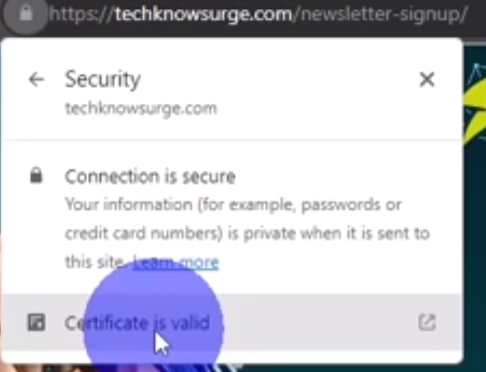 https://techknowsurge.com/newsletter-signup/
Security
techknowsurge.com
Connection is secure
Your information (for example, passwords or
credit card numbers) is private when it is sent to
this site. Learn more
Certificate is valid